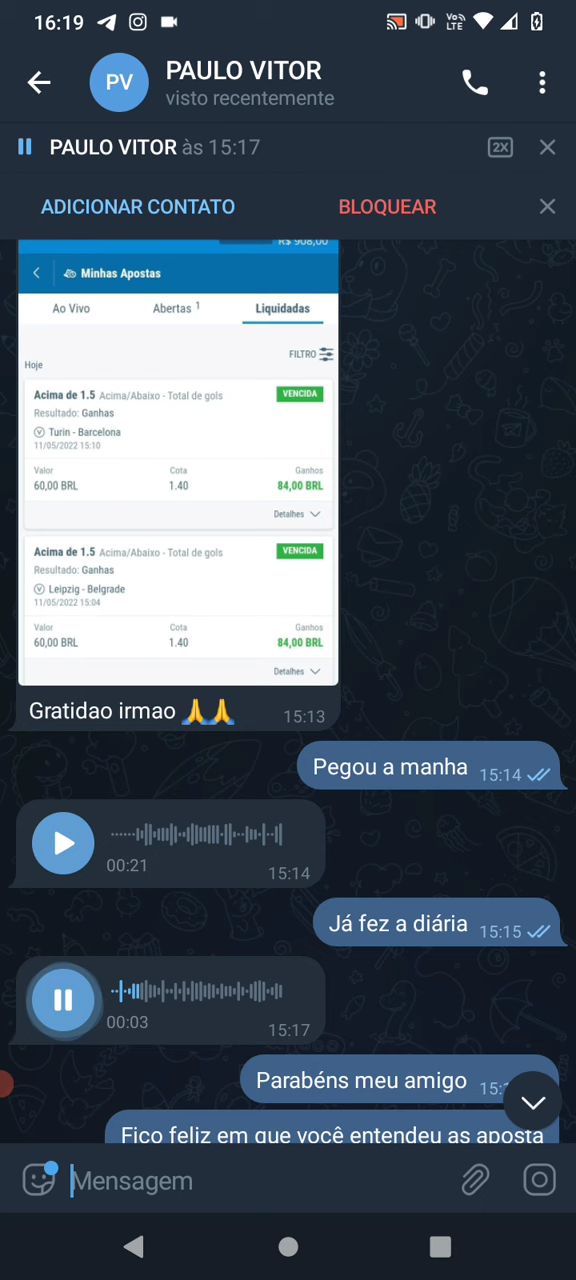 16:19
Vo))
LTE
PV
PAULO VITOR
visto recentemente
PAULO VITOR às 15:17
2X
ADICIONAR CONTATO
BLOQUEAR
R$ 908,00
Minhas Apostas
Ao Vivo
Abertas 1
Liquidadas
FILTRO
Hoje
Acima de 1.5 Acima/Abaixo - Total de gols
VENCIDA
Resultado: Ganhas
Turin - Barcelona
11/05/2022 15:10
Valor
Cota
Ganhos
60,00 BRL
1.40
84,00 BRL
Detalhes
Acima de 1.5 Acima/Abaixo - Total de gols
VENCIDA
Resultado: Ganhas
Leipzig - Belgrade
11/05/2022 15:04
Valor
Cota
Ganhos
60,00 BRL
1.40
84,00 BRL
Detalhes
Gratidao irmao 🙏🙏
15:13
Pegou a manha 15:14
00:21
15:14
Já fez a diária 15:15
00:03
15:17
Parabéns meu amigo
Fico feliz em que você entendeu as aposta
Mensagem